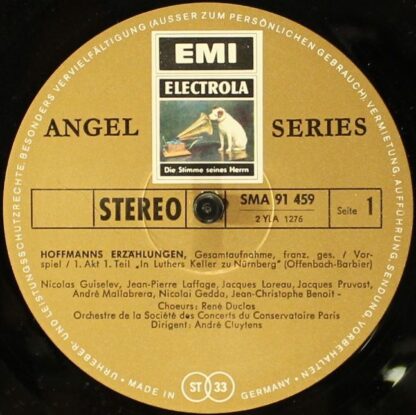 EMI
ELECTROLA
Die Stimme seines Herrn
ANGEL SERIES
STEREO
SMA 91 459
2 YLA 1276
Seite 1
HOFFMANNS ERZÄHLUNGEN, Gesamtaufnahme, franz. ges. / Vor-
spiel / 1. Akt 1. Teil „In Luthers Keller zu Nürnberg" (Offenbach-Barbier)
Nicolas Guiselev, Jean-Pierre Laffage, Jacques Loreau, Jacques Pruvost,
André Mallabrera, Nicolai Gedda, Jean-Christophe Benoit -
Choeurs: René Duclos
Orchestre de la Société des Concerts du Conservatoire Paris
Dirigent: André Cluytens
URHEBER- UND LEISTUNGSSCHUTZRECHTE, BESONDERS VERVIELFÄLTIGUNG (AUSSER ZUM PERSÖNLICHEN GEBRAUCH), VERMIETUNG, AUFFÜHRUNG, SENDUNG, VORBEHALTEN
• MADE IN ST 33 GERMANY •